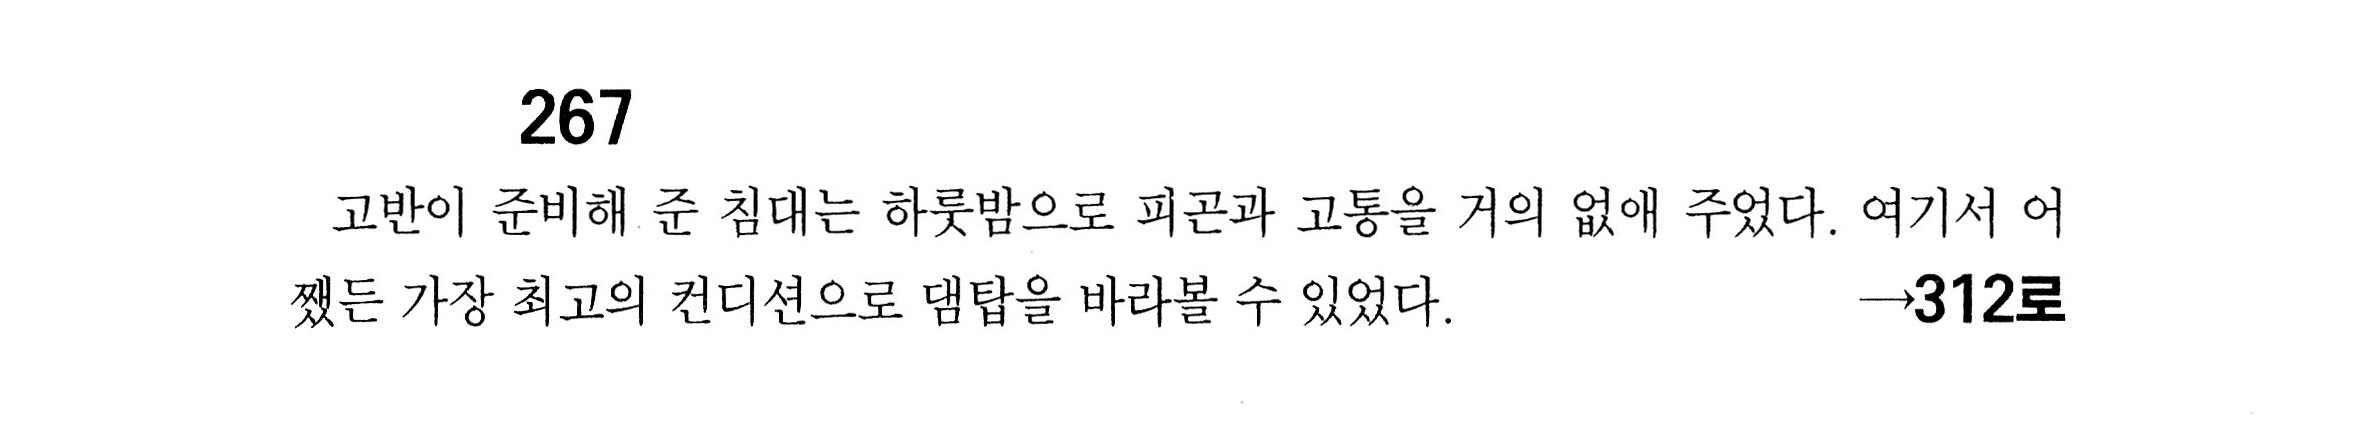 267
고반이 준비해 준 침대는 하룻밤으로 피곤과 고통을 거의 없애 주었다. 여기서 어
쨌든 가장 최고의 컨디션으로 댐탑을 바라볼 수 있었다. →312로